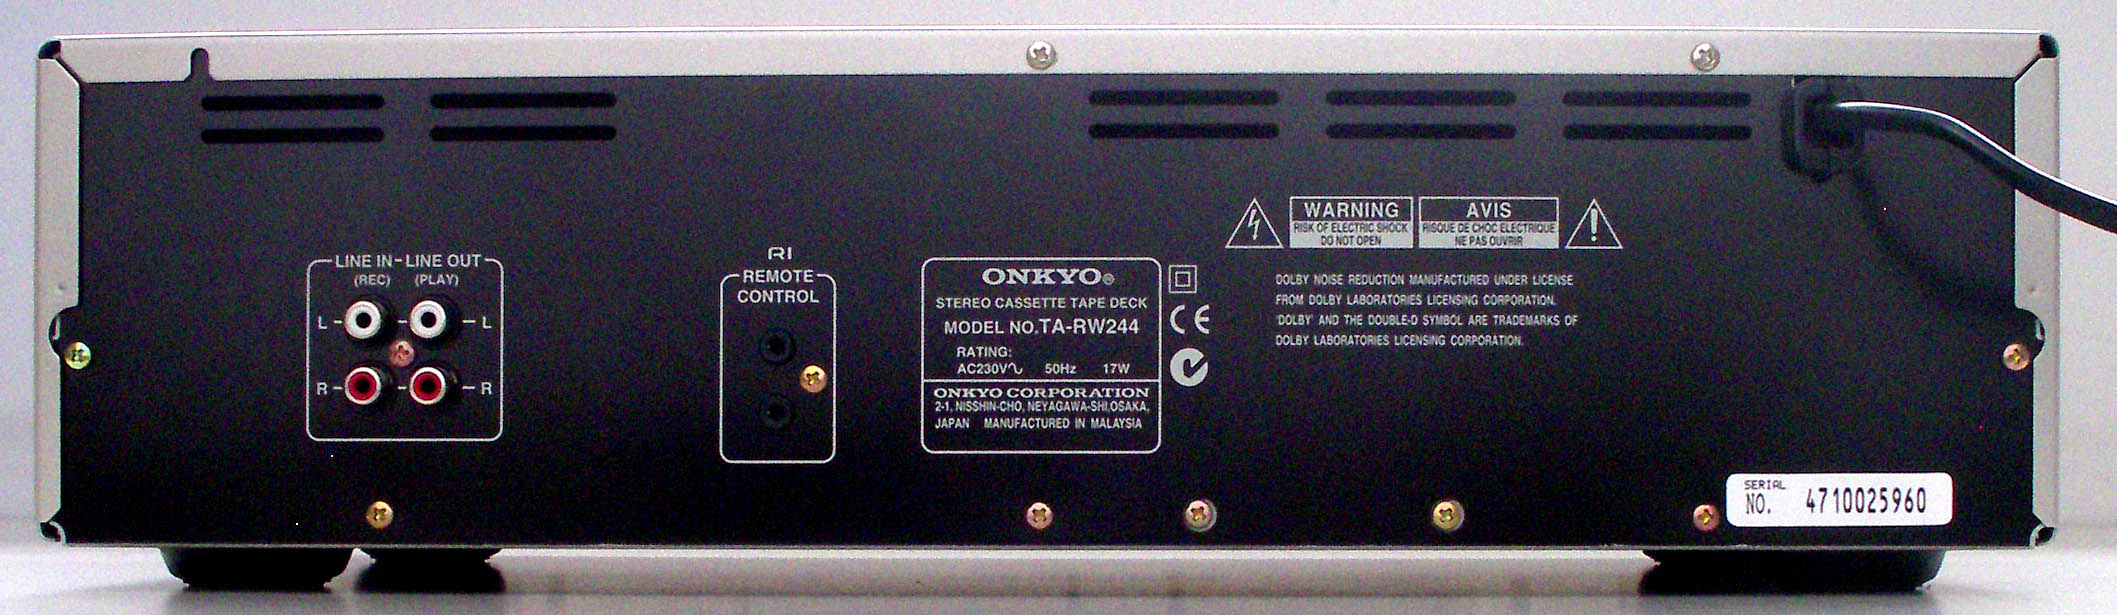 WARNING
RISK OF ELECTRIC SHOCK
DO NOT OPEN
AVIS
RISQUE DE CHOC ELECTRIQUE
NE PAS OUVRIR
LINE IN LINE OUT
(REC) (PLAY)
L L
R R
RI
REMOTE
CONTROL
ONKYO®
STEREO CASSETTE TAPE DECK
MODEL NO. TA-RW244
RATING:
AC230V∿ 50Hz 17W
ONKYO CORPORATION
2-1, NISSHIN-CHO, NEYAGAWA-SHI, OSAKA,
JAPAN MANUFACTURED IN MALAYSIA
CE
DOLBY NOISE REDUCTION MANUFACTURED UNDER LICENSE
FROM DOLBY LABORATORIES LICENSING CORPORATION.
'DOLBY' AND THE DOUBLE-D SYMBOL ARE TRADEMARKS OF
DOLBY LABORATORIES LICENSING CORPORATION.
SERIAL
NO. 4710025960